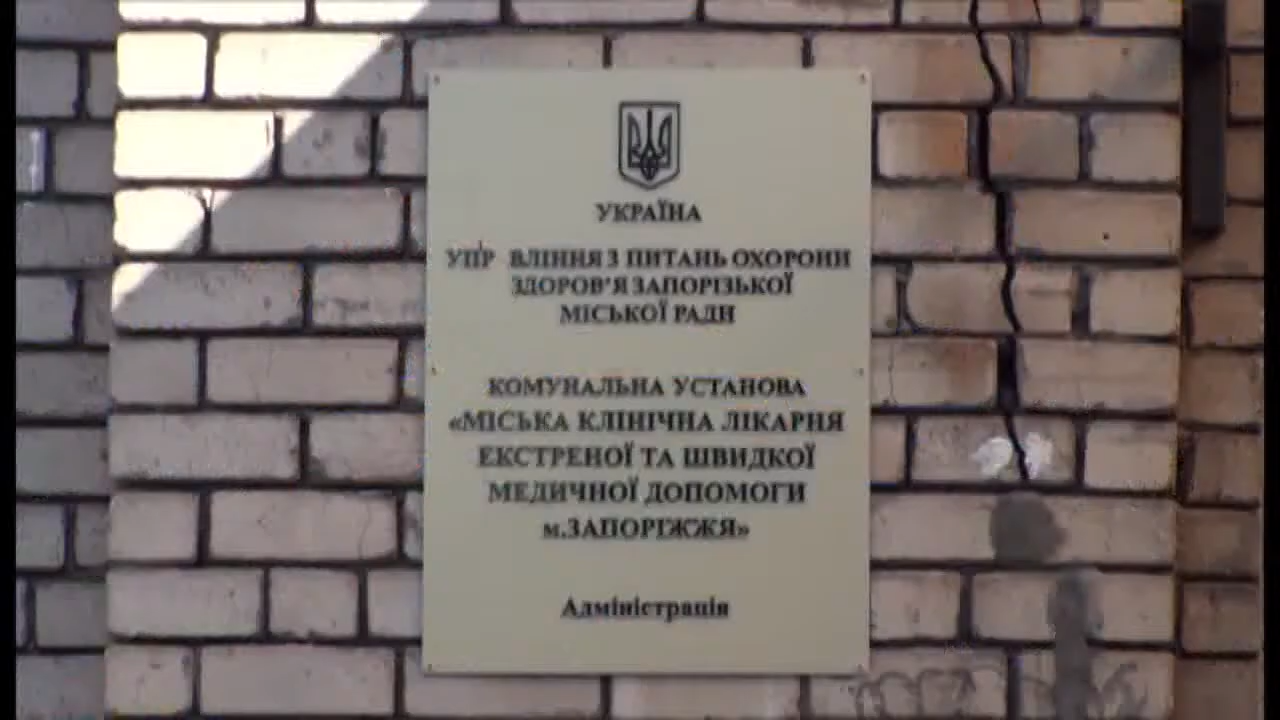 УКРАЇНА
ВЛІННЯ З ПИТАНЬ ОХОРОНИ
ЗДОРОВ'Я ЗАПОРІЗЬКОЇ
МІСЬКОЇ РАДИ
КОМУНАЛЬНА УСТАНОВА
«МІСЬКА КЛІНІЧНА ЛІКАРНЯ
ЕКСТРЕНОЇ ТА ШВИДКОЇ
МЕДИЧНОЇ ДОПОМОГИ
м.ЗАПОРІЖЖЯ»
Адміністрація